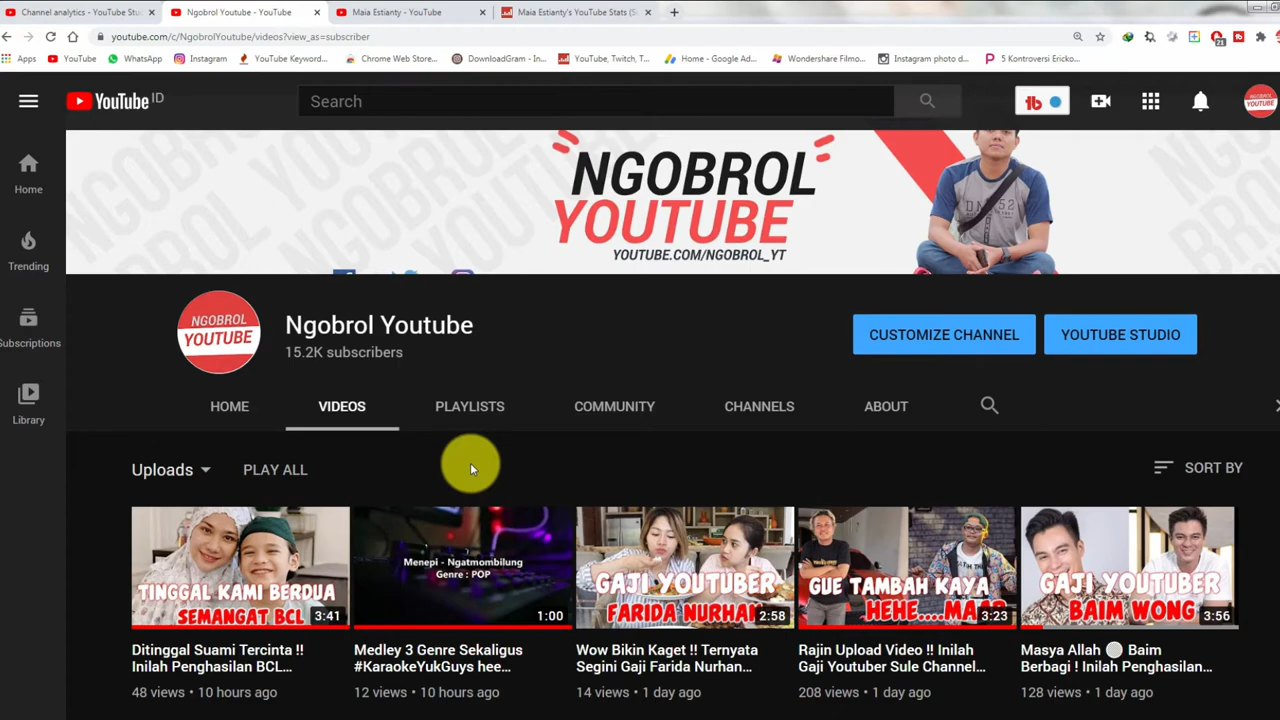 Channel analytics - YouTube Stu
Ngobrol Youtube - YouTube
Maia Estianty - YouTube
Maia Estianty's YouTube Stats (S
youtube.com/c/NgobrolYoutube/videos?view_as=subscriber
21
Apps
YouTube
WhatsApp
Instagram
YouTube Keyword...
Chrome Web Store...
DownloadGram - In...
YouTube, Twitch, T...
Home - Google Ad...
Wondershare Filmo...
Instagram photo d...
5 Kontroversi Ericko...
YouTube ID
Search
tb
NGOBROL
YOUTUBE
NGOBROL
YOUTUBE
YOUTUBE.COM/NGOBROL_YT
Home
Trending
Subscriptions
Library
NGOBROL
YOUTUBE
Ngobrol Youtube
15.2K subscribers
CUSTOMIZE CHANNEL
YOUTUBE STUDIO
HOME
VIDEOS
PLAYLISTS
COMMUNITY
CHANNELS
ABOUT
Uploads
PLAY ALL
SORT BY
TINGGAL KAMI BERDUA
SEMANGAT BCL
3:41
Ditinggal Suami Tercinta !!
Inilah Penghasilan BCL...
48 views • 10 hours ago
Menepi - Ngatmombilung
Genre : POP
1:00
Medley 3 Genre Sekaligus
#KaraokeYukGuys hee...
12 views • 10 hours ago
GAJI YOUTUBER
FARIDA NURHAN
2:58
Wow Bikin Kaget !! Ternyata
Segini Gaji Farida Nurhan...
14 views • 1 day ago
GUE TAMBAH KAYA
HEHE....MAAP
3:23
Rajin Upload Video !! Inilah
Gaji Youtuber Sule Channel...
208 views • 1 day ago
GAJI YOUTUBER
BAIM WONG
3:56
Masya Allah ⚪ Baim
Berbagi ! Inilah Penghasilan...
128 views • 1 day ago